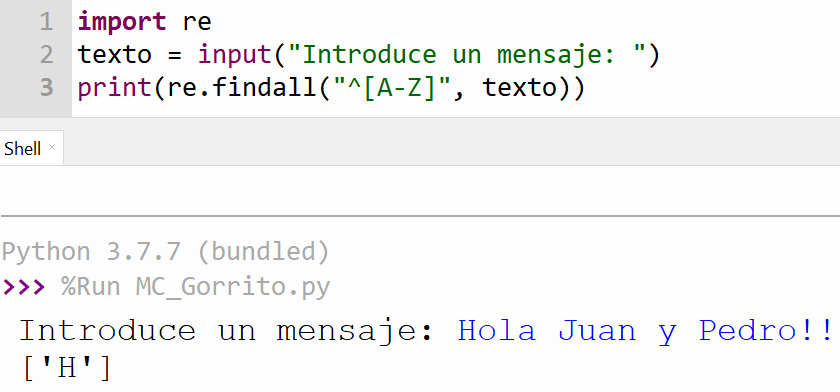 1 import re
2 texto = input("Introduce un mensaje: ")
3 print(re.findall("^[A-Z]", texto))
Shell ×
Python 3.7.7 (bundled)
>>> %Run MC_Gorrito.py
Introduce un mensaje: Hola Juan y Pedro!!
['H']